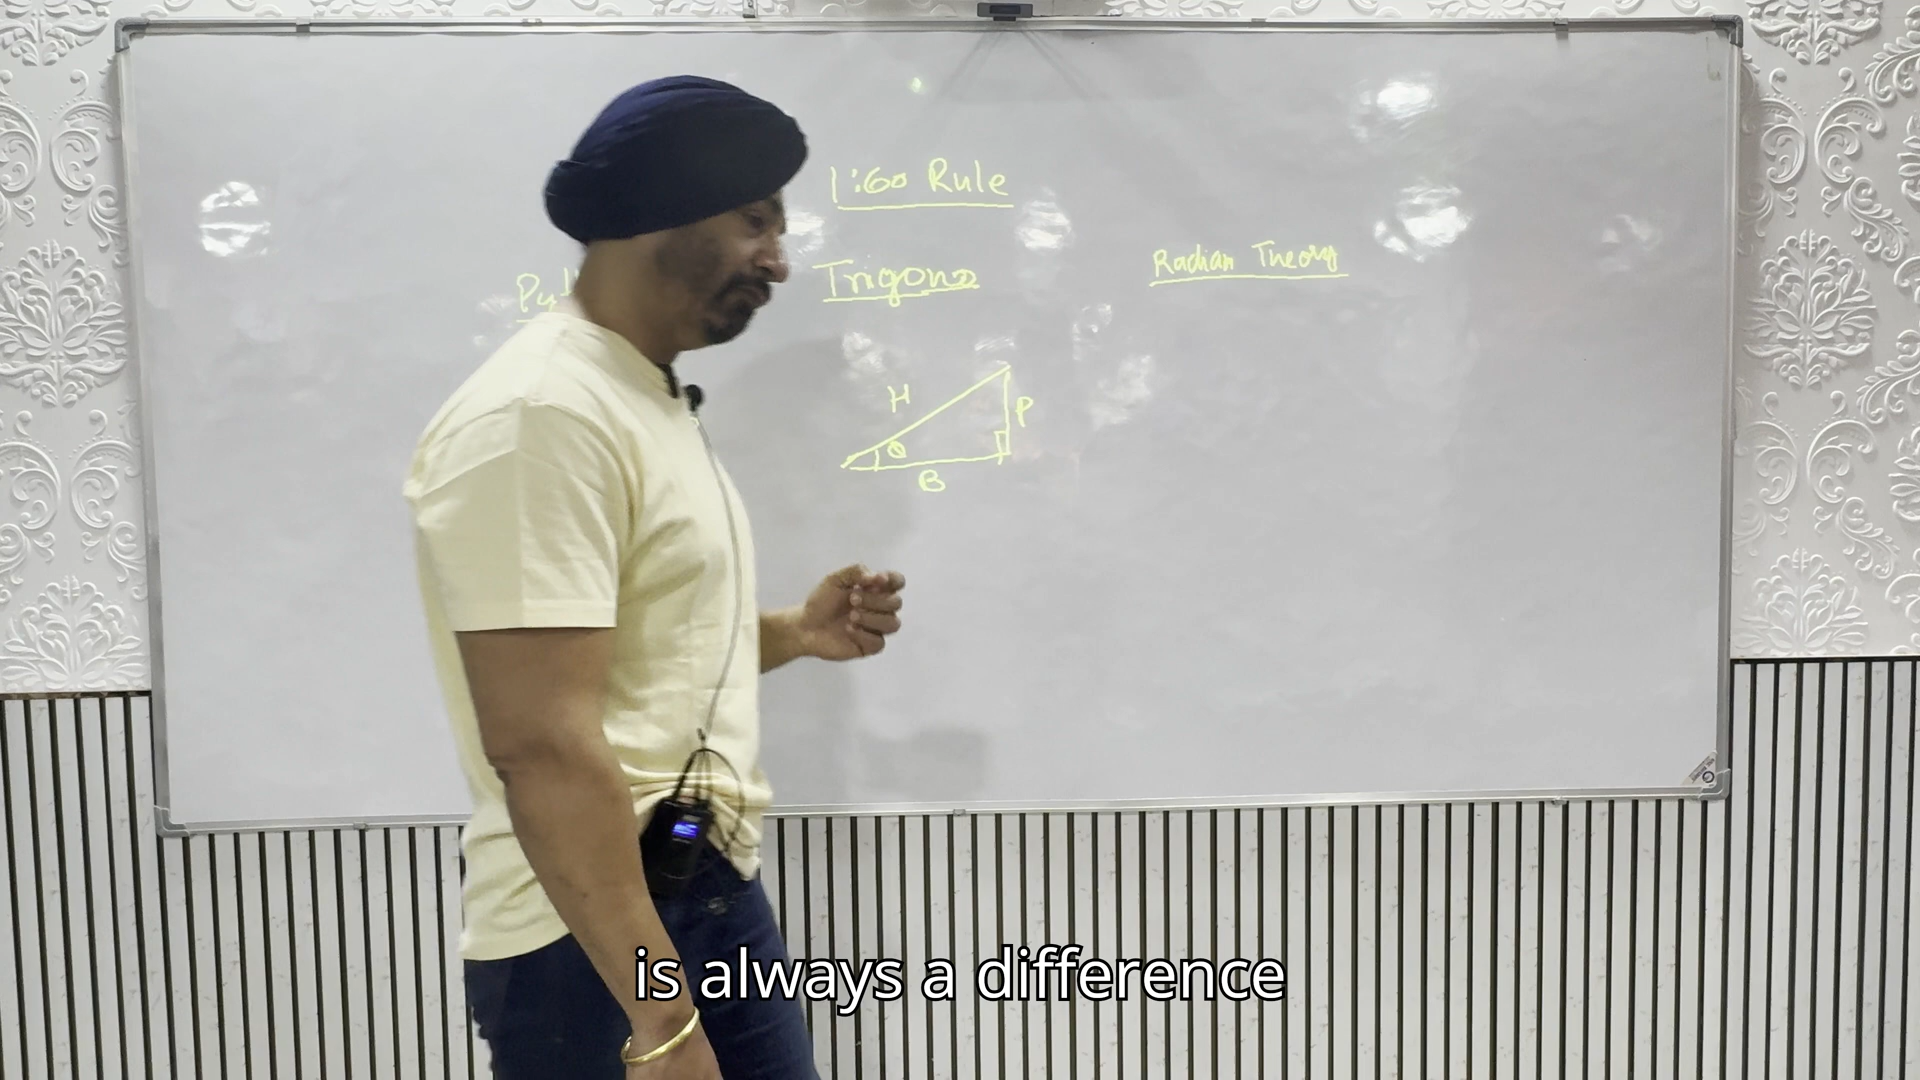 1:60 Rule
Trigono
Radian Theory
H
P
θ
B
is always a difference